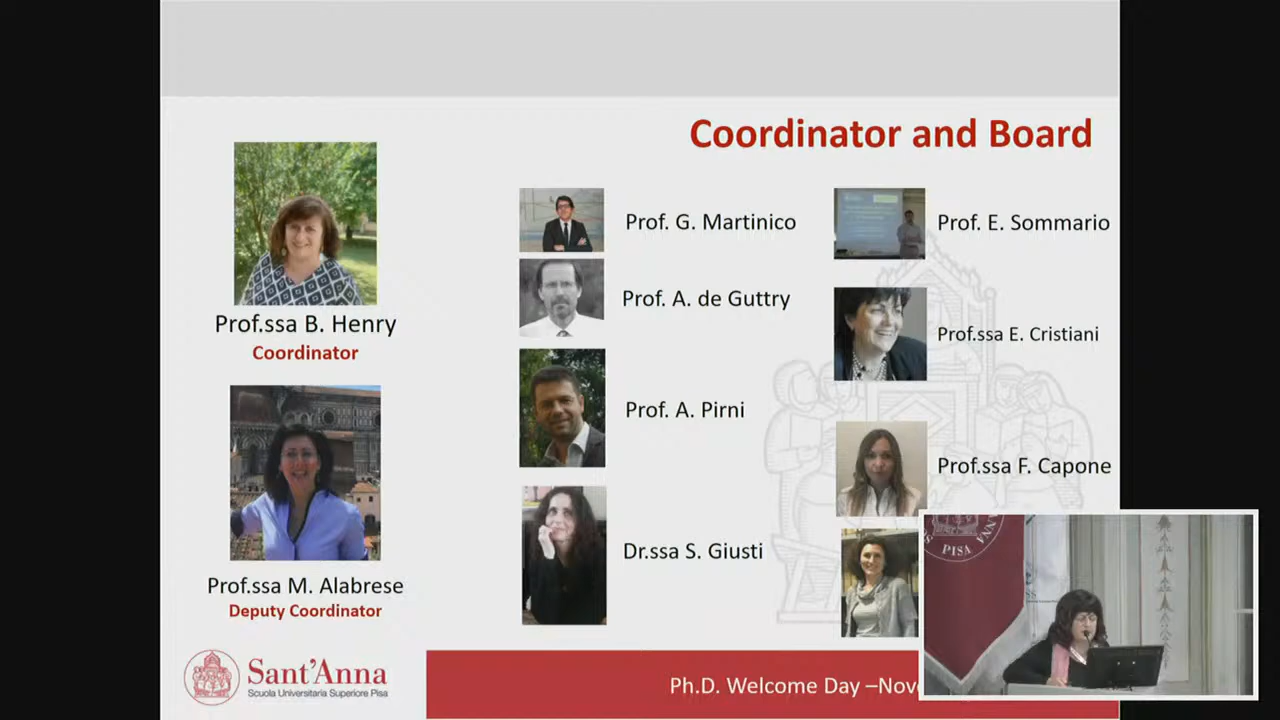 Coordinator and Board
Prof.ssa B. Henry
Coordinator
Prof.ssa M. Alabrese
Deputy Coordinator
Prof. G. Martinico
Prof. A. de Guttry
Prof. A. Pirni
Dr.ssa S. Giusti
Prof. E. Sommario
Prof.ssa E. Cristiani
Prof.ssa F. Capone
Sant'Anna
Scuola Universitaria Superiore Pisa
Ph.D. Welcome Day –Nov
PISA